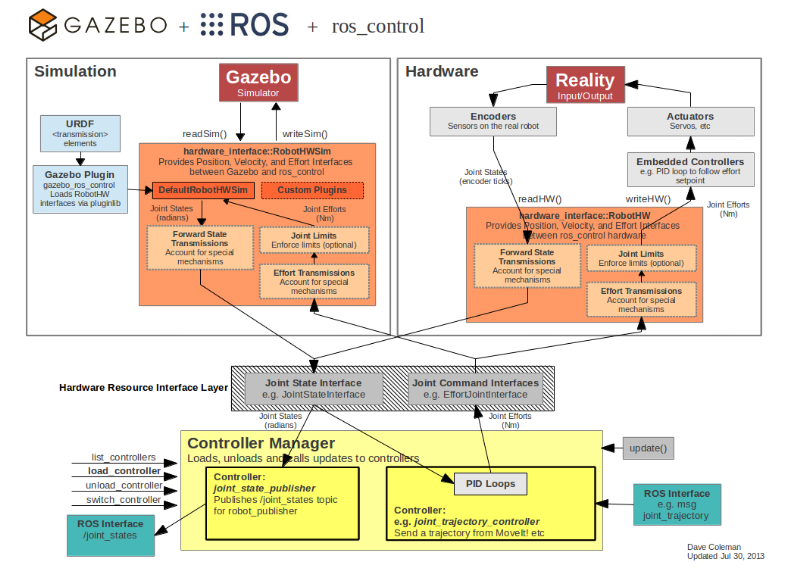 GAZEBO + ROS + ros_control
Simulation
Gazebo
Simulator
URDF
<transmission>
elements
readSim()
writeSim()
Gazebo Plugin
gazebo_ros_control
Loads RobotHW
interfaces via pluginlib
hardware_interface::RobotHWSim
Provides Position, Velocity, and Effort Interfaces
between Gazebo and ros_control
DefaultRobotHWSim
Custom Plugins
Joint States
(radians)
Joint Efforts
(Nm)
Forward State
Transmissions
Account for special
mechanisms
Joint Limits
Enforce limits (optional)
Effort Transmissions
Account for special
mechanisms
Hardware
Reality
Input/Output
Encoders
Sensors on the real robot
Actuators
Servos, etc
Embedded Controllers
e.g. PID loop to follow effort
setpoint
Joint States
(encoder ticks)
readHW()
writeHW()
Joint Efforts
(Nm)
hardware_interface::RobotHW
Provides Position, Velocity, and Effort Interfaces
between ros_control hardware
Forward State
Transmissions
Account for special
mechanisms
Joint Limits
Enforce limits (optional)
Effort Transmissions
Account for special
mechanisms
Hardware Resource Interface Layer
Joint State Interface
e.g. JointStateInterface
Joint Command Interfaces
e.g. EffortJointInterface
Joint States
(radians)
Joint Efforts
(Nm)
Controller Manager
Loads, unloads and calls updates to controllers
update()
list_controllers
load_controller
unload_controller
switch_controller
Controller:
joint_state_publisher
Publishes /joint_states topic
for robot_publisher
PID Loops
Controller:
e.g. joint_trajectory_controller
Send a trajectory from MoveIt! etc
ROS Interface
e.g. msg
joint_trajectory
ROS Interface
/joint_states
Dave Coleman
Updated Jul 30, 2013